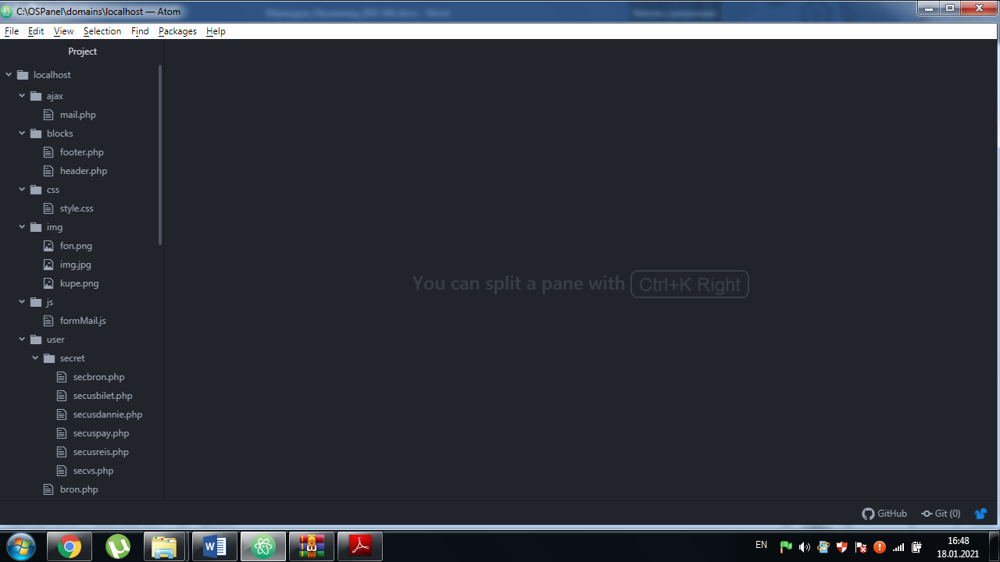 C:\OSPanel\domains\localhost — Atom
File Edit View Selection Find Packages Help
Project
localhost
ajax
mail.php
blocks
footer.php
header.php
css
style.css
img
fon.png
img.jpg
kupe.png
js
formMail.js
user
secret
secbron.php
secusbilet.php
secusdannie.php
secuspay.php
secusreis.php
secvs.php
bron.php
You can split a pane with Ctrl+K Right
GitHub Git (0)
EN
16:48
18.01.2021